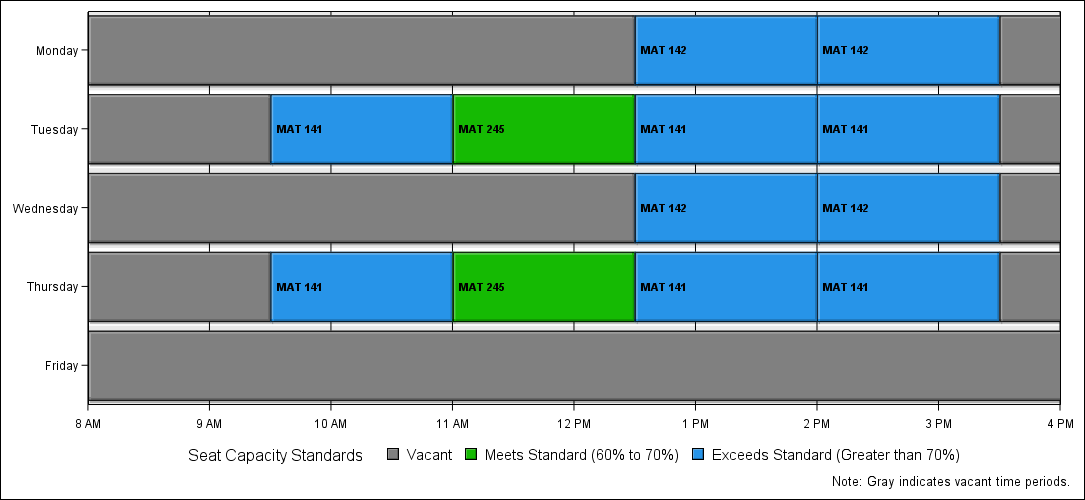 Monday MAT 142 MAT 142
Tuesday MAT 141 MAT 245 MAT 141 MAT 141
Wednesday MAT 142 MAT 142
Thursday MAT 141 MAT 245 MAT 141 MAT 141
Friday
8 AM 9 AM 10 AM 11 AM 12 PM 1 PM 2 PM 3 PM 4 PM
Seat Capacity Standards Vacant Meets Standard (60% to 70%) Exceeds Standard (Greater than 70%)
Note: Gray indicates vacant time periods.